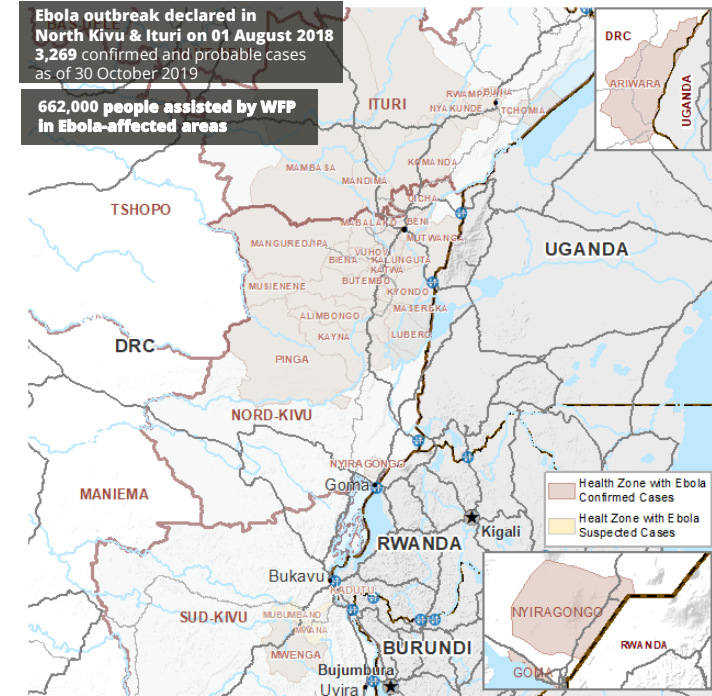 Ebola outbreak declared in
North Kivu & Ituri on 01 August 2018
3,269 confirmed and probable cases
as of 30 October 2019
662,000 people assisted by WFP
in Ebola-affected areas
DRC
ARIWARA
UGANDA
ITURI
RWAMPARA
BUNIA
NYAKUNDE
TCHOMIA
KOMANDA
MAMBASA
MANDIMA
OICHA
TSHOPO
MABALAKO
BENI
MUTWANGA
MANGUREDJIPA
VUHOVI
BIENA
KALUNGUTA
KATWA
BUTEMBO
MUSIENENE
KYONDO
MASEREKA
ALIMBONGO
KAYNA
LUBERO
PINGA
UGANDA
DRC
NORD-KIVU
NYIRAGONGO
Goma
MANIEMA
RWANDA
Kigali
Health Zone with Ebola
Confirmed Cases
Healt Zone with Ebola
Suspected Cases
Bukavu
KADUTU
SUD-KIVU
MUBUMBANO
MWANA
MWENGA
BURUNDI
Bujumbura
Uvira
NYIRAGONGO
RWANDA
GOMA